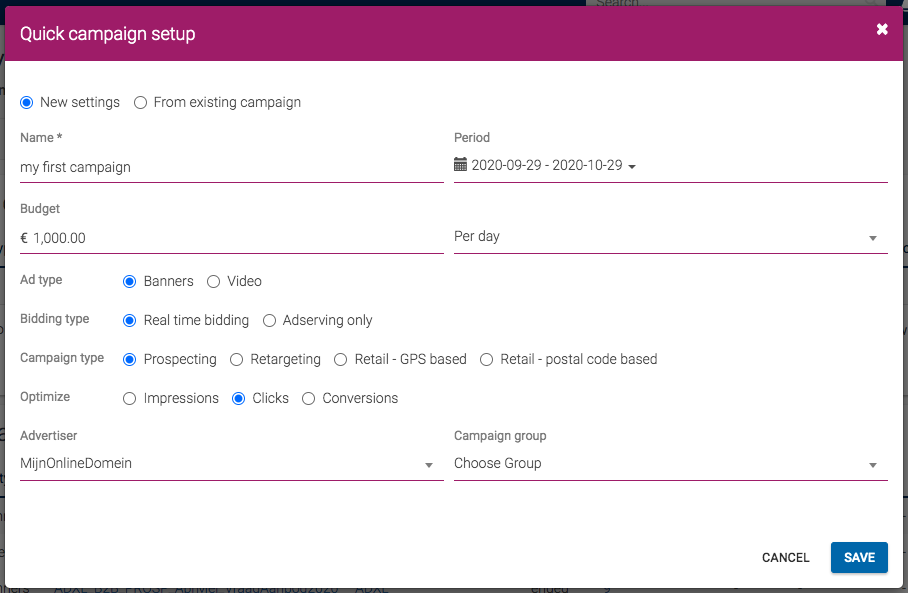 Search
Quick campaign setup
New settings From existing campaign
Name * Period
my first campaign 2020-09-29 - 2020-10-29
Budget
€ 1,000.00 Per day
Ad type Banners Video
Bidding type Real time bidding Adserving only
Campaign type Prospecting Retargeting Retail - GPS based Retail - postal code based
Optimize Impressions Clicks Conversions
Advertiser Campaign group
MijnOnlineDomein Choose Group
CANCEL SAVE